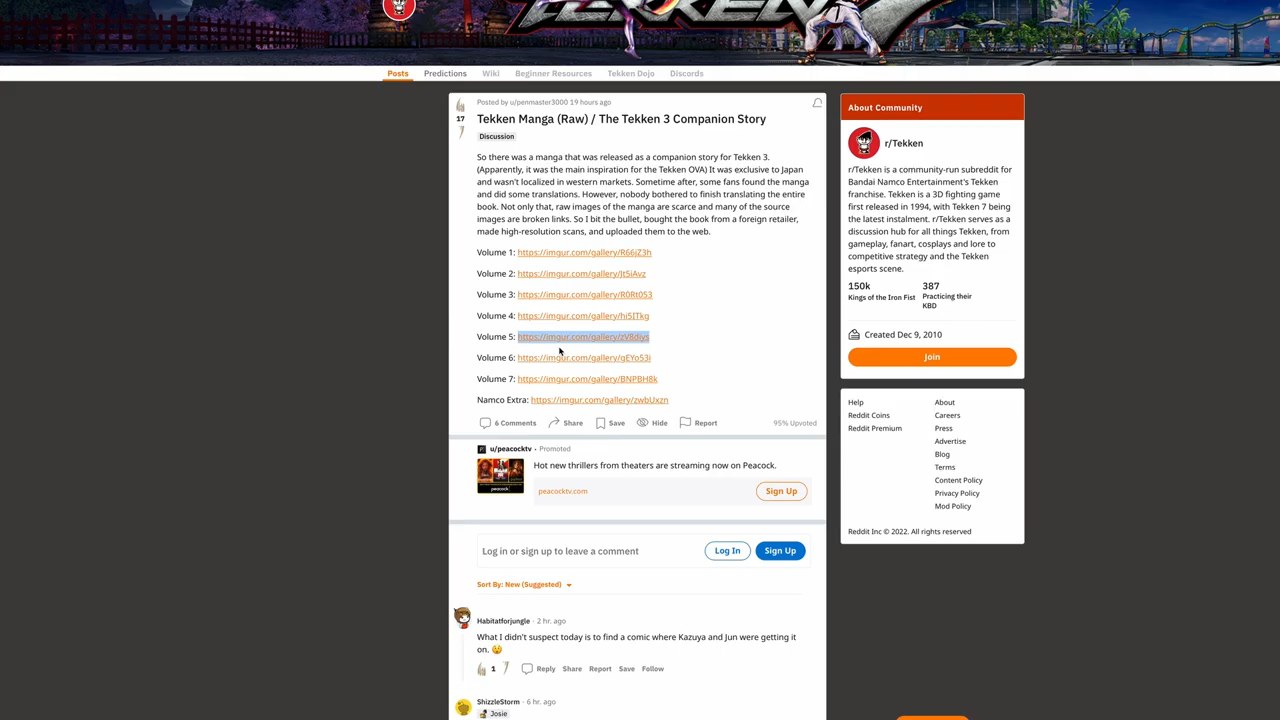 TEKKEN 7
Posts Predictions Wiki Beginner Resources Tekken Dojo Discords
17
Posted by u/penmaster3000 19 hours ago
Tekken Manga (Raw) / The Tekken 3 Companion Story
Discussion
So there was a manga that was released as a companion story for Tekken 3.
(Apparently, it was the main inspiration for the Tekken OVA) It was exclusive to Japan
and wasn't localized in western markets. Sometime after, some fans found the manga
and did some translations. However, nobody bothered to finish translating the entire
book. Not only that, raw images of the manga are scarce and many of the source
images are broken links. So I bit the bullet, bought the book from a foreign retailer,
made high-resolution scans, and uploaded them to the web.
Volume 1: https://imgur.com/gallery/R66jZ3h
Volume 2: https://imgur.com/gallery/Jt5iAvz
Volume 3: https://imgur.com/gallery/R0Rt053
Volume 4: https://imgur.com/gallery/hi5ITkg
Volume 5: https://imgur.com/gallery/zV8diys
Volume 6: https://imgur.com/gallery/gEYo53i
Volume 7: https://imgur.com/gallery/BNPBH8k
Namco Extra: https://imgur.com/gallery/zwbUxzn
6 Comments Share Save Hide Report 95% Upvoted
u/peacocktv · Promoted
Hot new thrillers from theaters are streaming now on Peacock.
peacock
peacocktv.com Sign Up
Log in or sign up to leave a comment Log In Sign Up
Sort By: New (Suggested)
Habitatforjungle · 2 hr. ago
What I didn't suspect today is to find a comic where Kazuya and Jun were getting it
on. 😯
1 Reply Share Report Save Follow
ShizzleStorm · 6 hr. ago
Josie
About Community
r/Tekken
r/Tekken is a community-run subreddit for
Bandai Namco Entertainment's Tekken
franchise. Tekken is a 3D fighting game
first released in 1994, with Tekken 7 being
the latest instalment. r/Tekken serves as a
discussion hub for all things Tekken, from
gameplay, fanart, cosplays and lore to
competitive strategy and the Tekken
esports scene.
150k 387
Kings of the Iron Fist Practicing their
KBD
Created Dec 9, 2010
Join
Help About
Reddit Coins Careers
Reddit Premium Press
Advertise
Blog
Terms
Content Policy
Privacy Policy
Mod Policy
Reddit Inc © 2022. All rights reserved